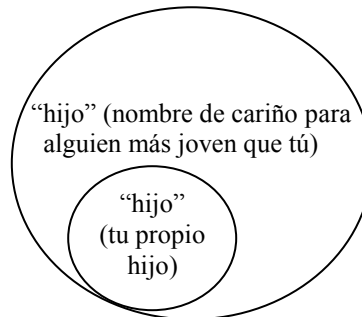 “hijo” (nombre de cariño para
alguien más joven que tú)
“hijo”
(tu propio
hijo)